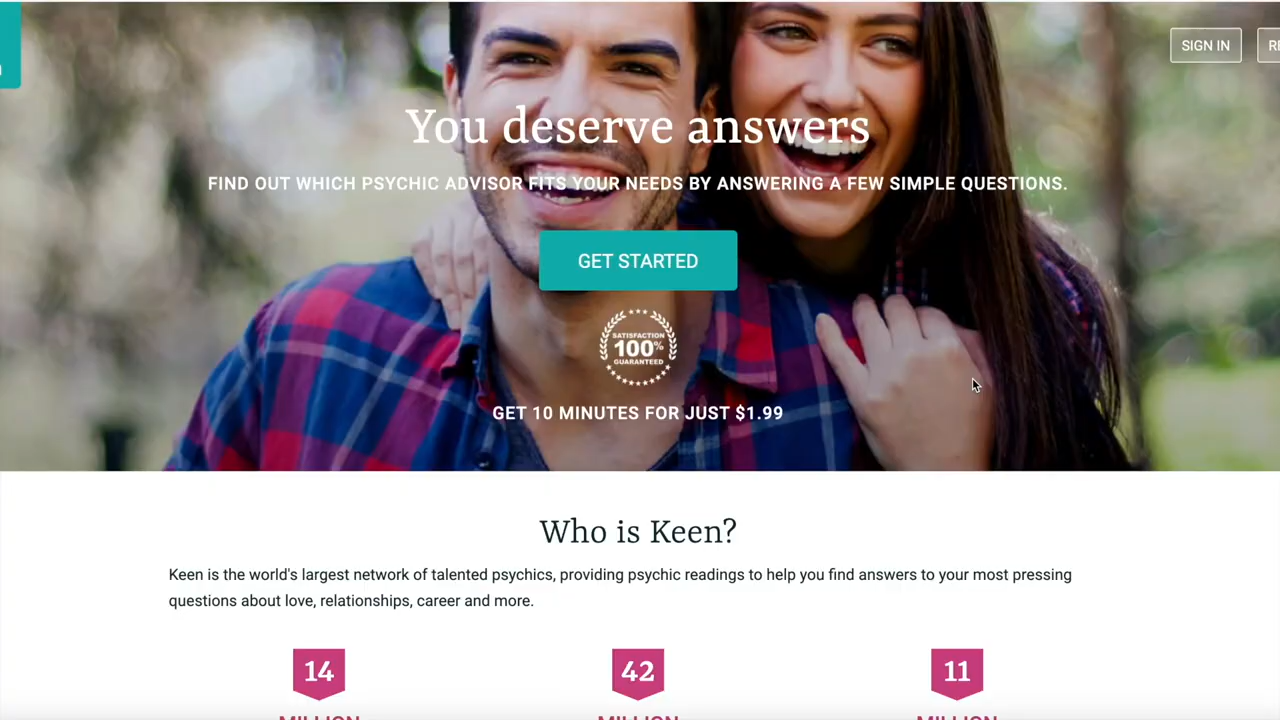 SIGN IN
You deserve answers
FIND OUT WHICH PSYCHIC ADVISOR FITS YOUR NEEDS BY ANSWERING A FEW SIMPLE QUESTIONS.
GET STARTED
SATISFACTION
100%
GUARANTEED
GET 10 MINUTES FOR JUST $1.99
Who is Keen?
Keen is the world's largest network of talented psychics, providing psychic readings to help you find answers to your most pressing
questions about love, relationships, career and more.
14 42 11
MILLION MILLION MILLION